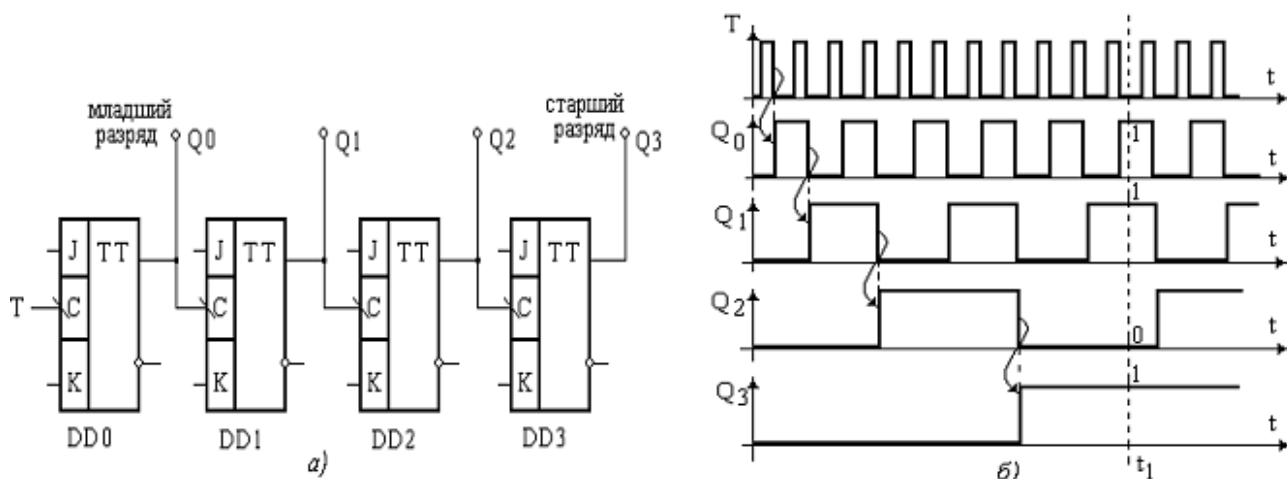 младший
разряд
Q0
Q1
Q2
старший
разряд
Q3
J TT
T C
K
DD0
J TT
C
K
DD1
J TT
C
K
DD2
J TT
C
K
DD3
а)
T
t
Q0
1
t
Q1
1
t
Q2
0
t
Q3
1
t
t1
б)